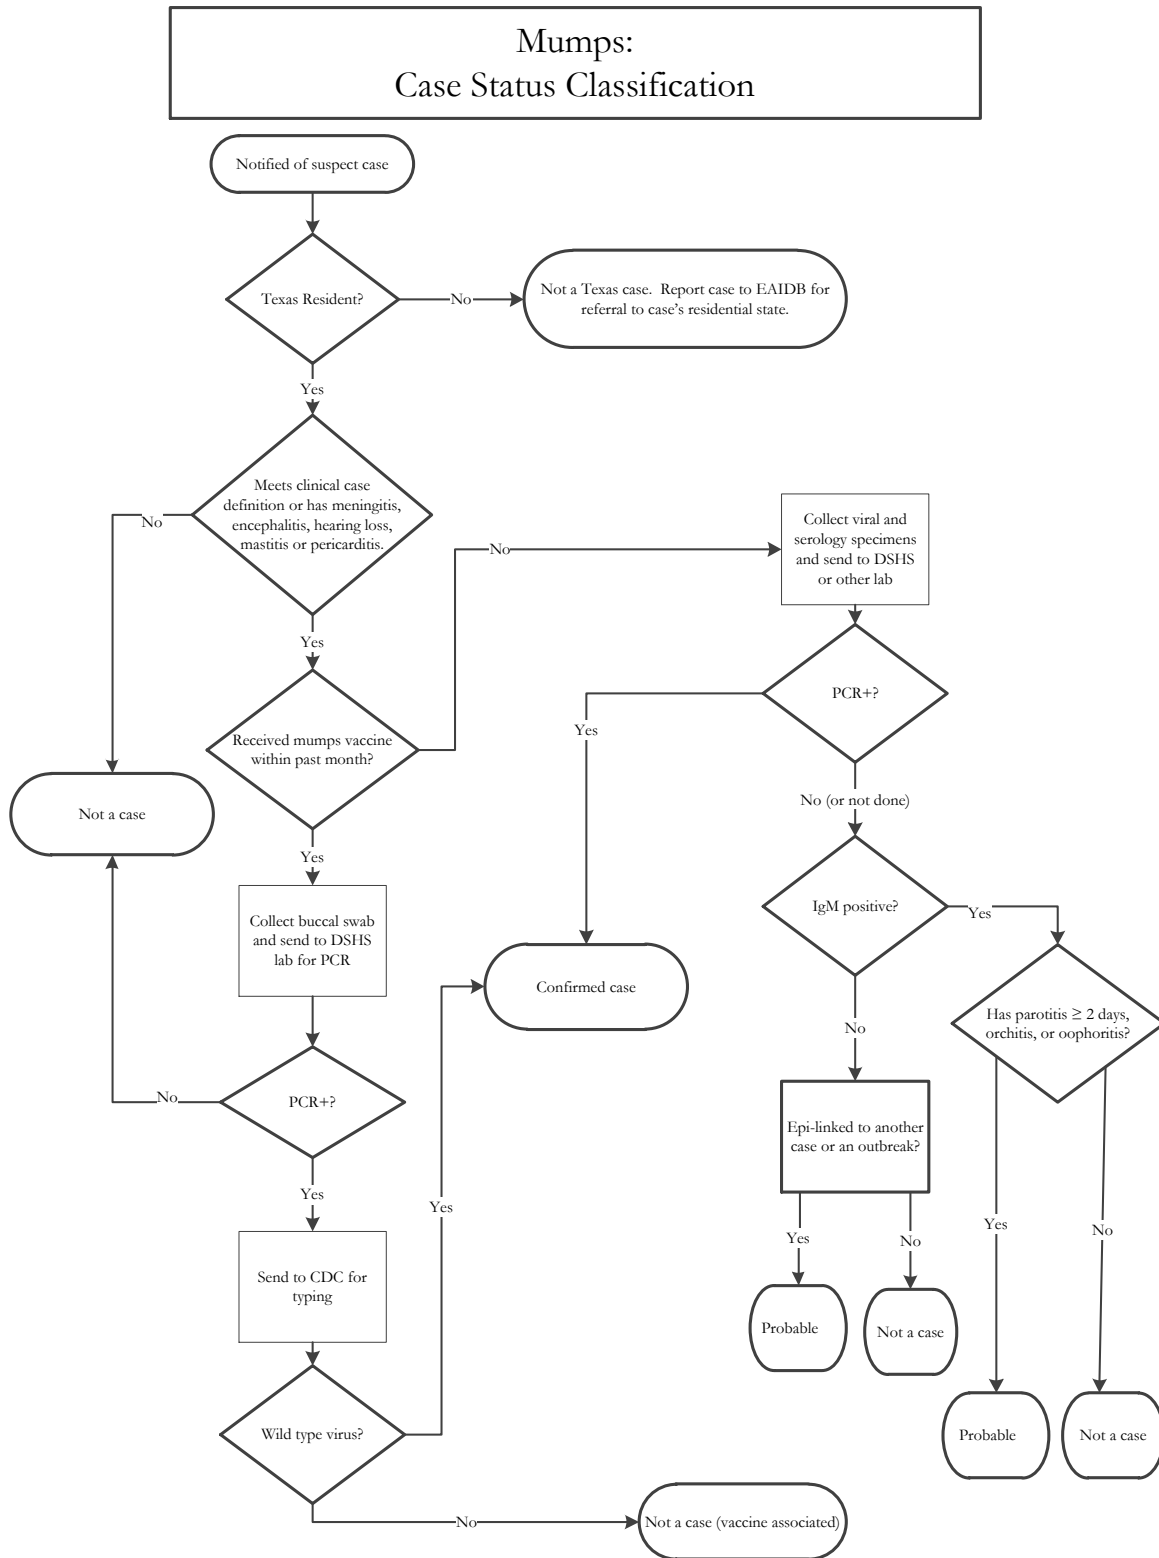 Mumps:
Case Status Classification
Notified of suspect case
Texas Resident?
No
Not a Texas case.  Report case to EAIDB for
referral to case's residential state.
Yes
Meets clinical case
definition or has meningitis,
encephalitis, hearing loss,
mastitis or pericarditis.
No
Yes
Received mumps vaccine
within past month?
No
Collect viral and
serology specimens
and send to DSHS
or other lab
PCR+?
Yes
No (or not done)
Not a case
Yes
Collect buccal swab
and send to DSHS
lab for PCR
IgM positive?
Yes
Confirmed case
Has parotitis ≥ 2 days,
orchitis, or oophoritis?
No
PCR+?
No
Epi-linked to another
case or an outbreak?
Yes
Yes
Yes
No
Yes
No
Send to CDC for
typing
Probable
Not a case
Wild type virus?
Probable
Not a case
No
Not a case (vaccine associated)